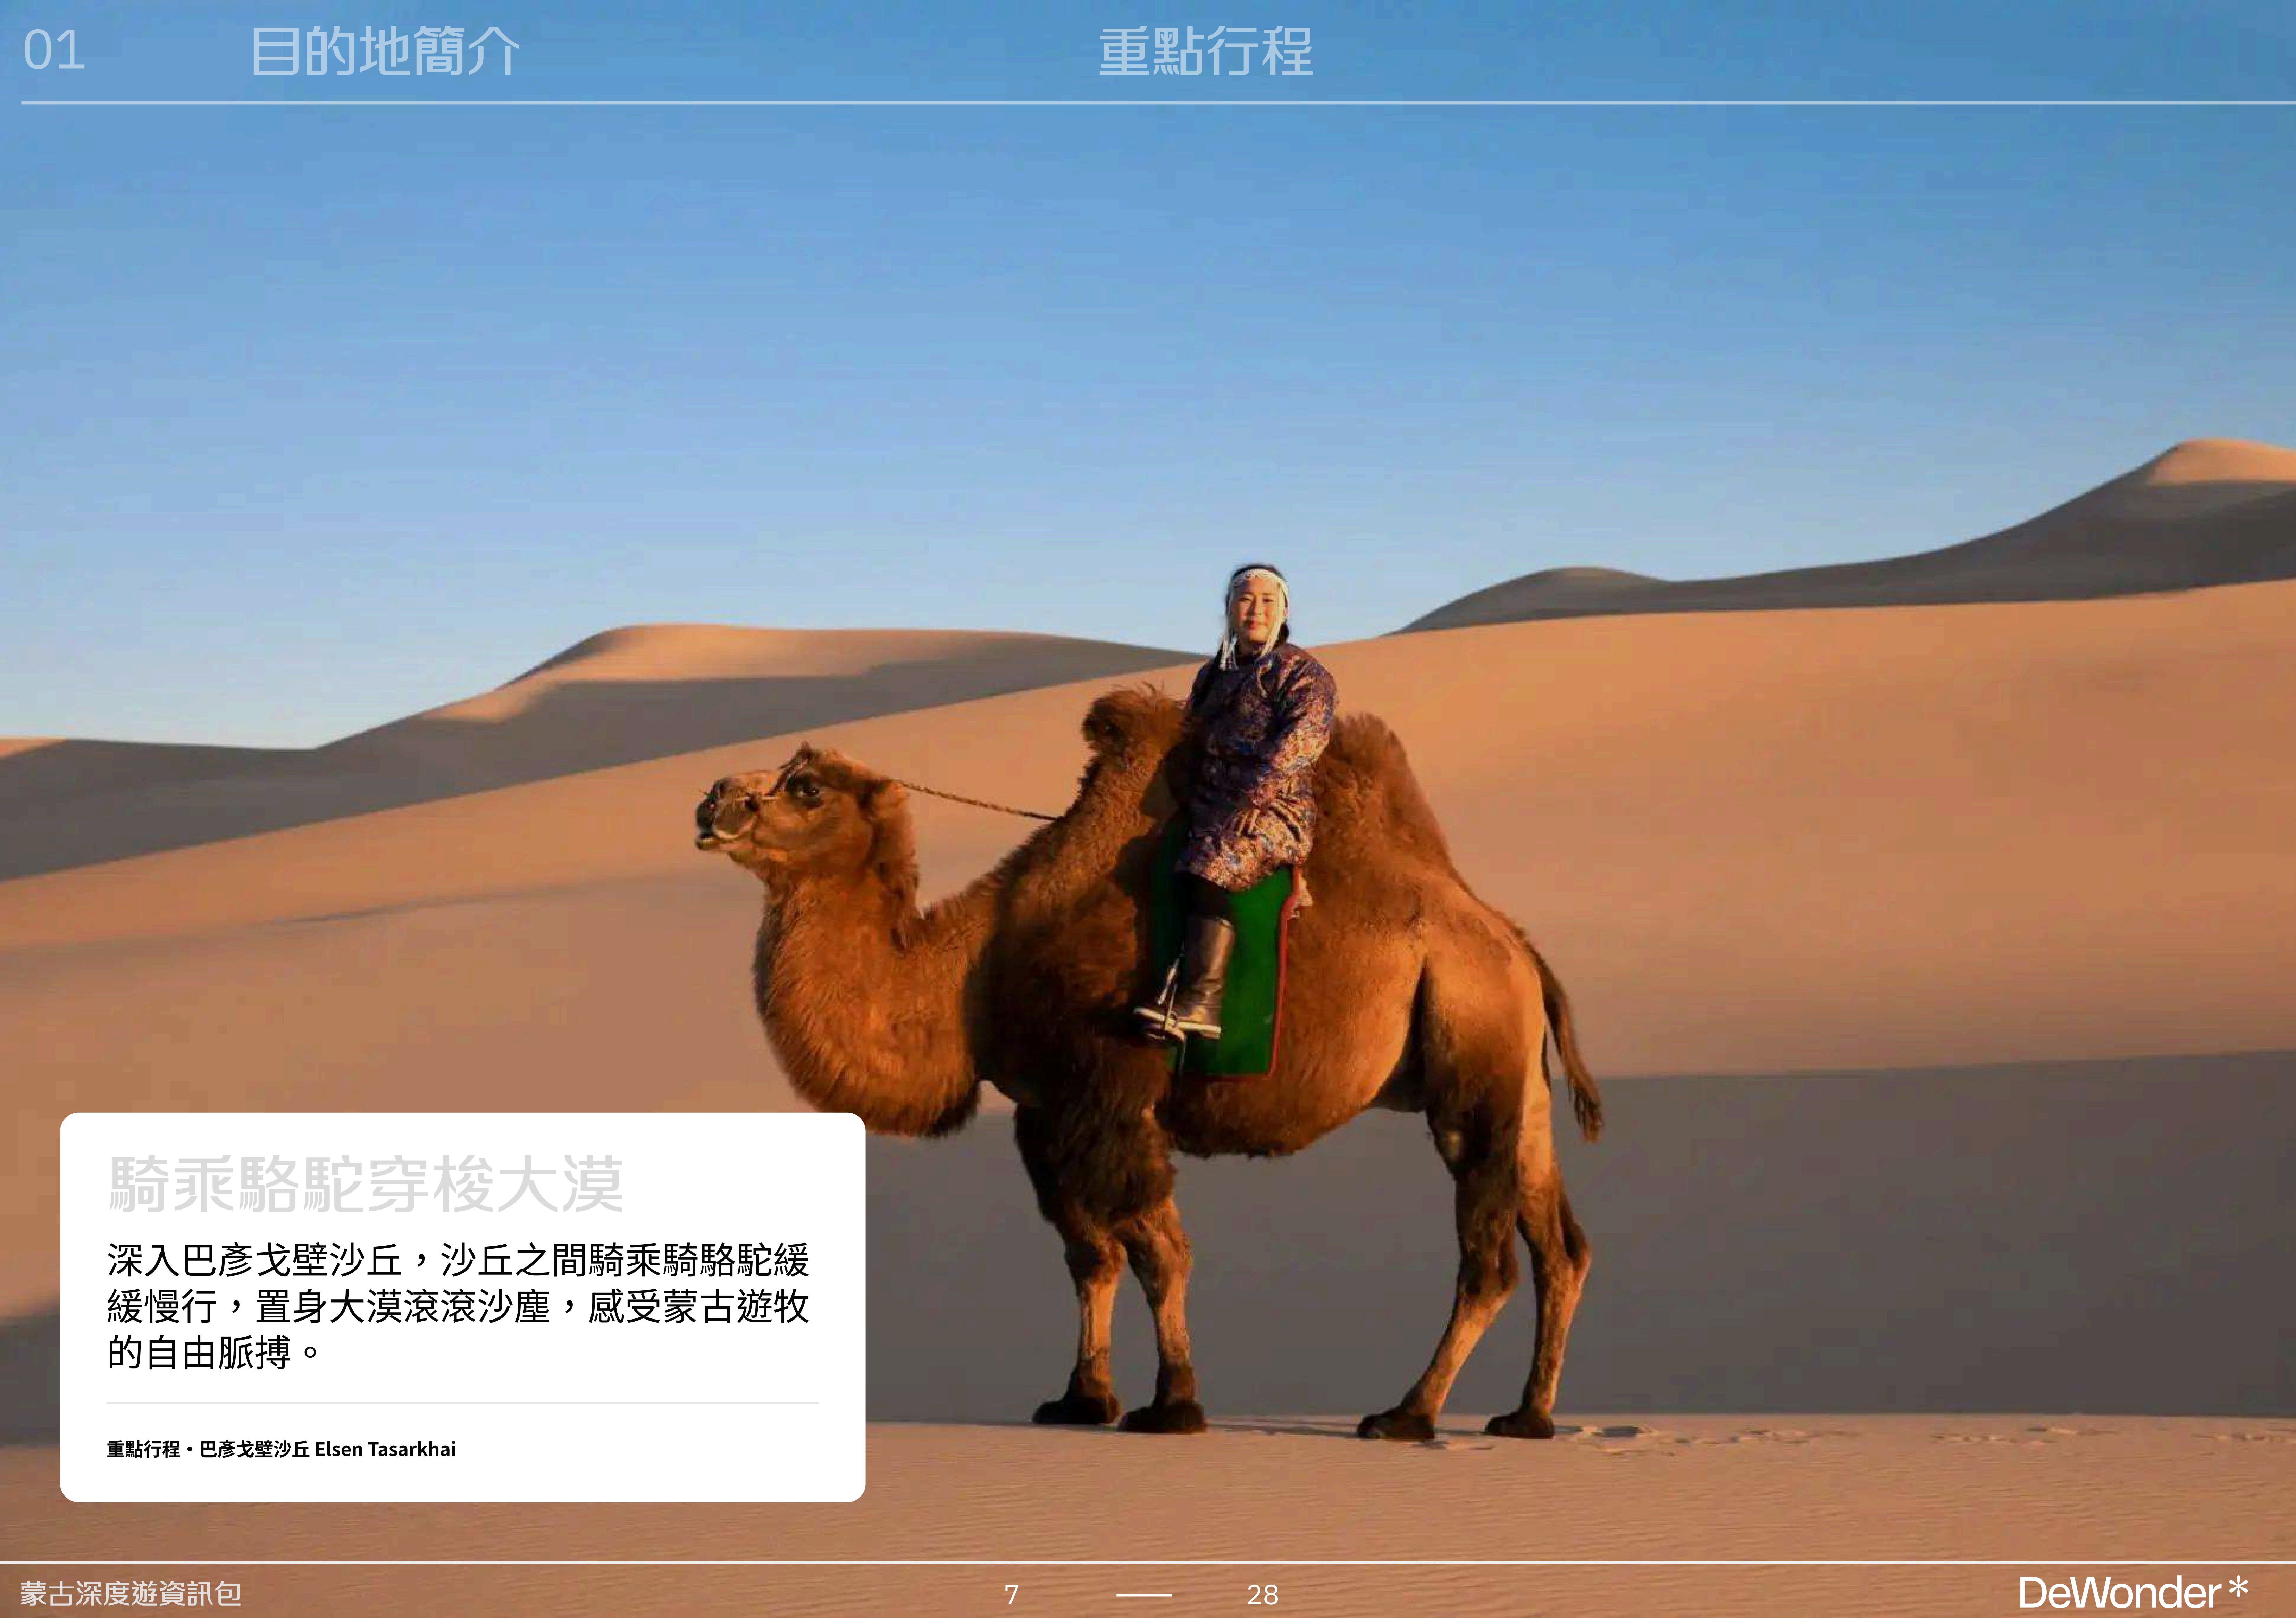 01 目的地簡介 重點行程
騎乘駱駝穿梭大漠
深入巴彥戈壁沙丘，沙丘之間騎乘騎駱駝緩
緩慢行，置身大漠滾滾沙塵，感受蒙古遊牧
的自由脈搏。
重點行程・巴彥戈壁沙丘 Elsen Tasarkhai
蒙古深度遊資訊包 7 — 28 DeWonder*